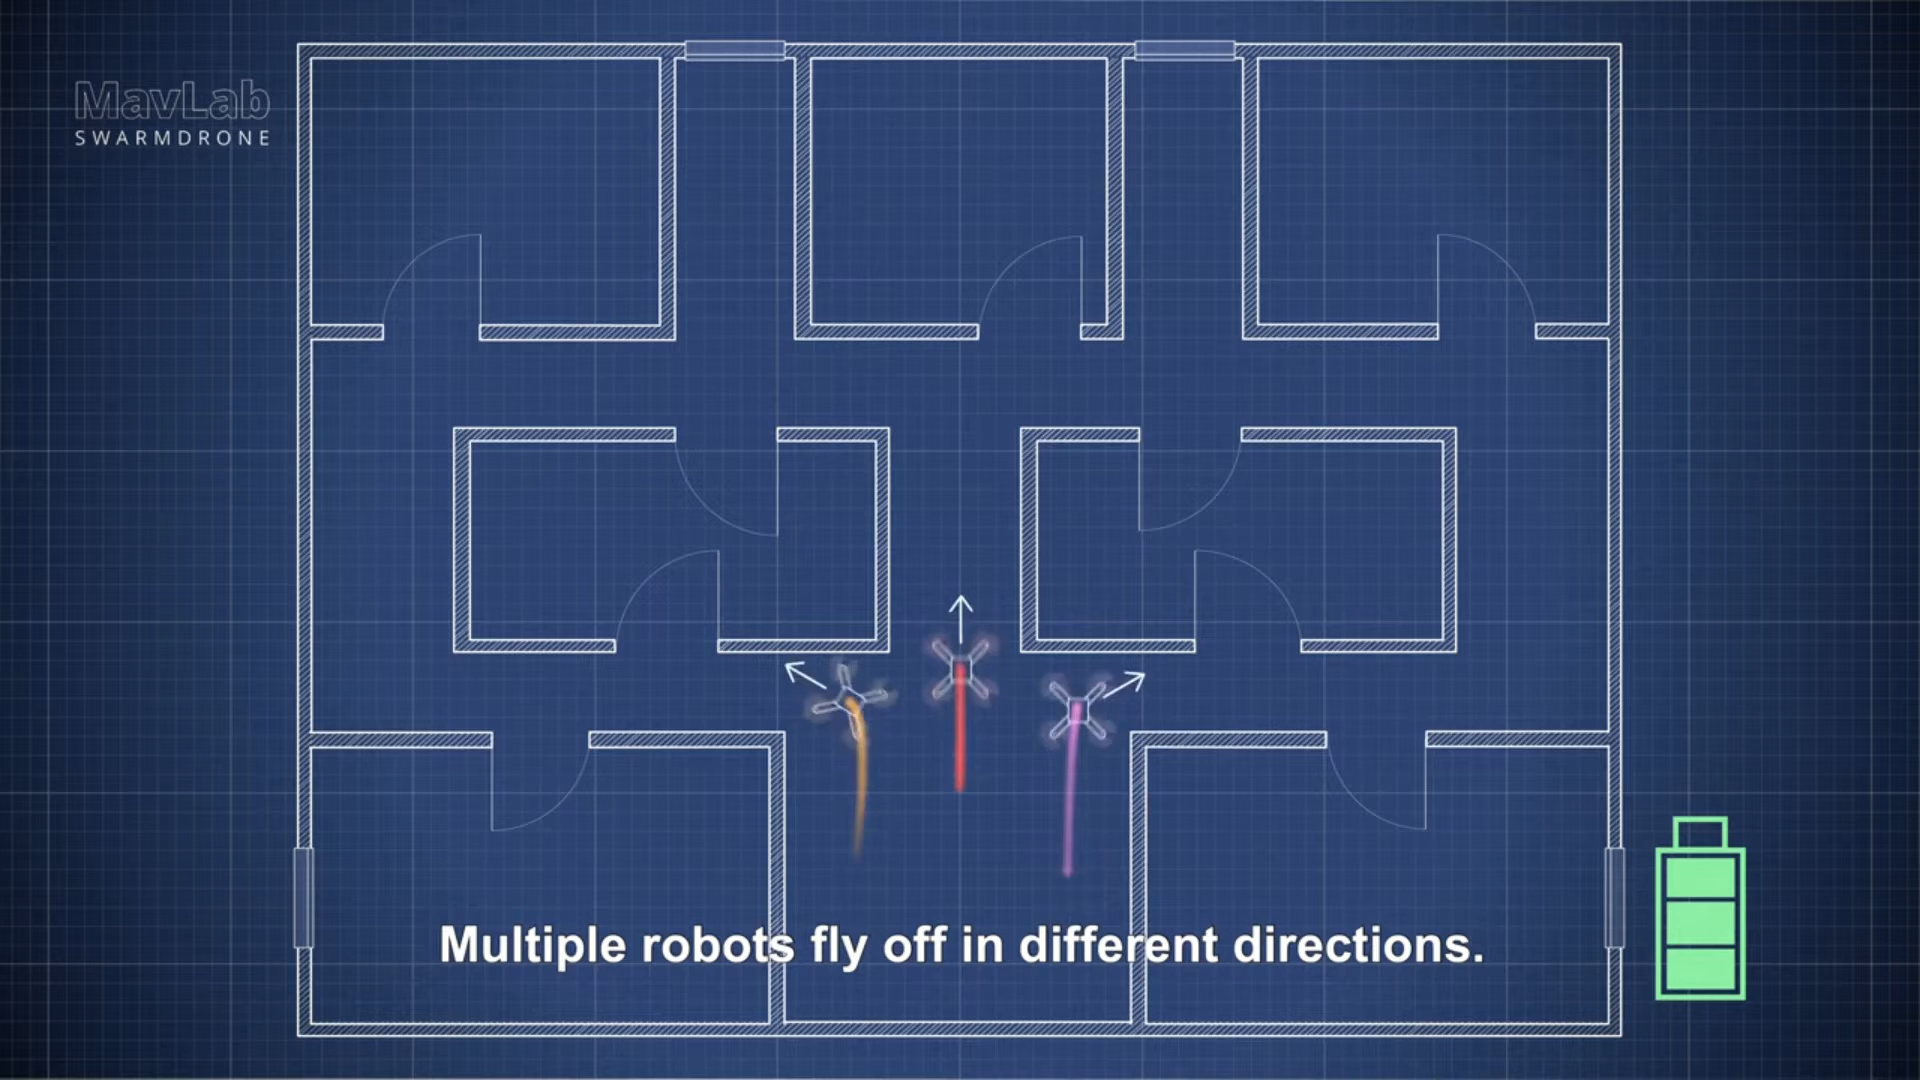 MavLab
SWARMDRONE
Multiple robots fly off in different directions.